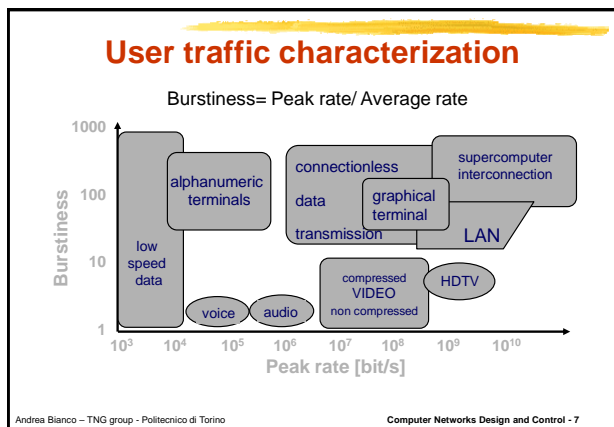 User traffic characterization
Burstiness= Peak rate/ Average rate
1000
100
10
1
Burstiness
low
speed
data
alphanumeric
terminals
voice
audio
connectionless
data
transmission
graphical
terminal
supercomputer
interconnection
LAN
compressed
VIDEO
non compressed
HDTV
10³ 10⁴ 10⁵ 10⁶ 10⁷ 10⁸ 10⁹ 10¹⁰
Peak rate [bit/s]
Andrea Bianco – TNG group - Politecnico di Torino
Computer Networks Design and Control - 7